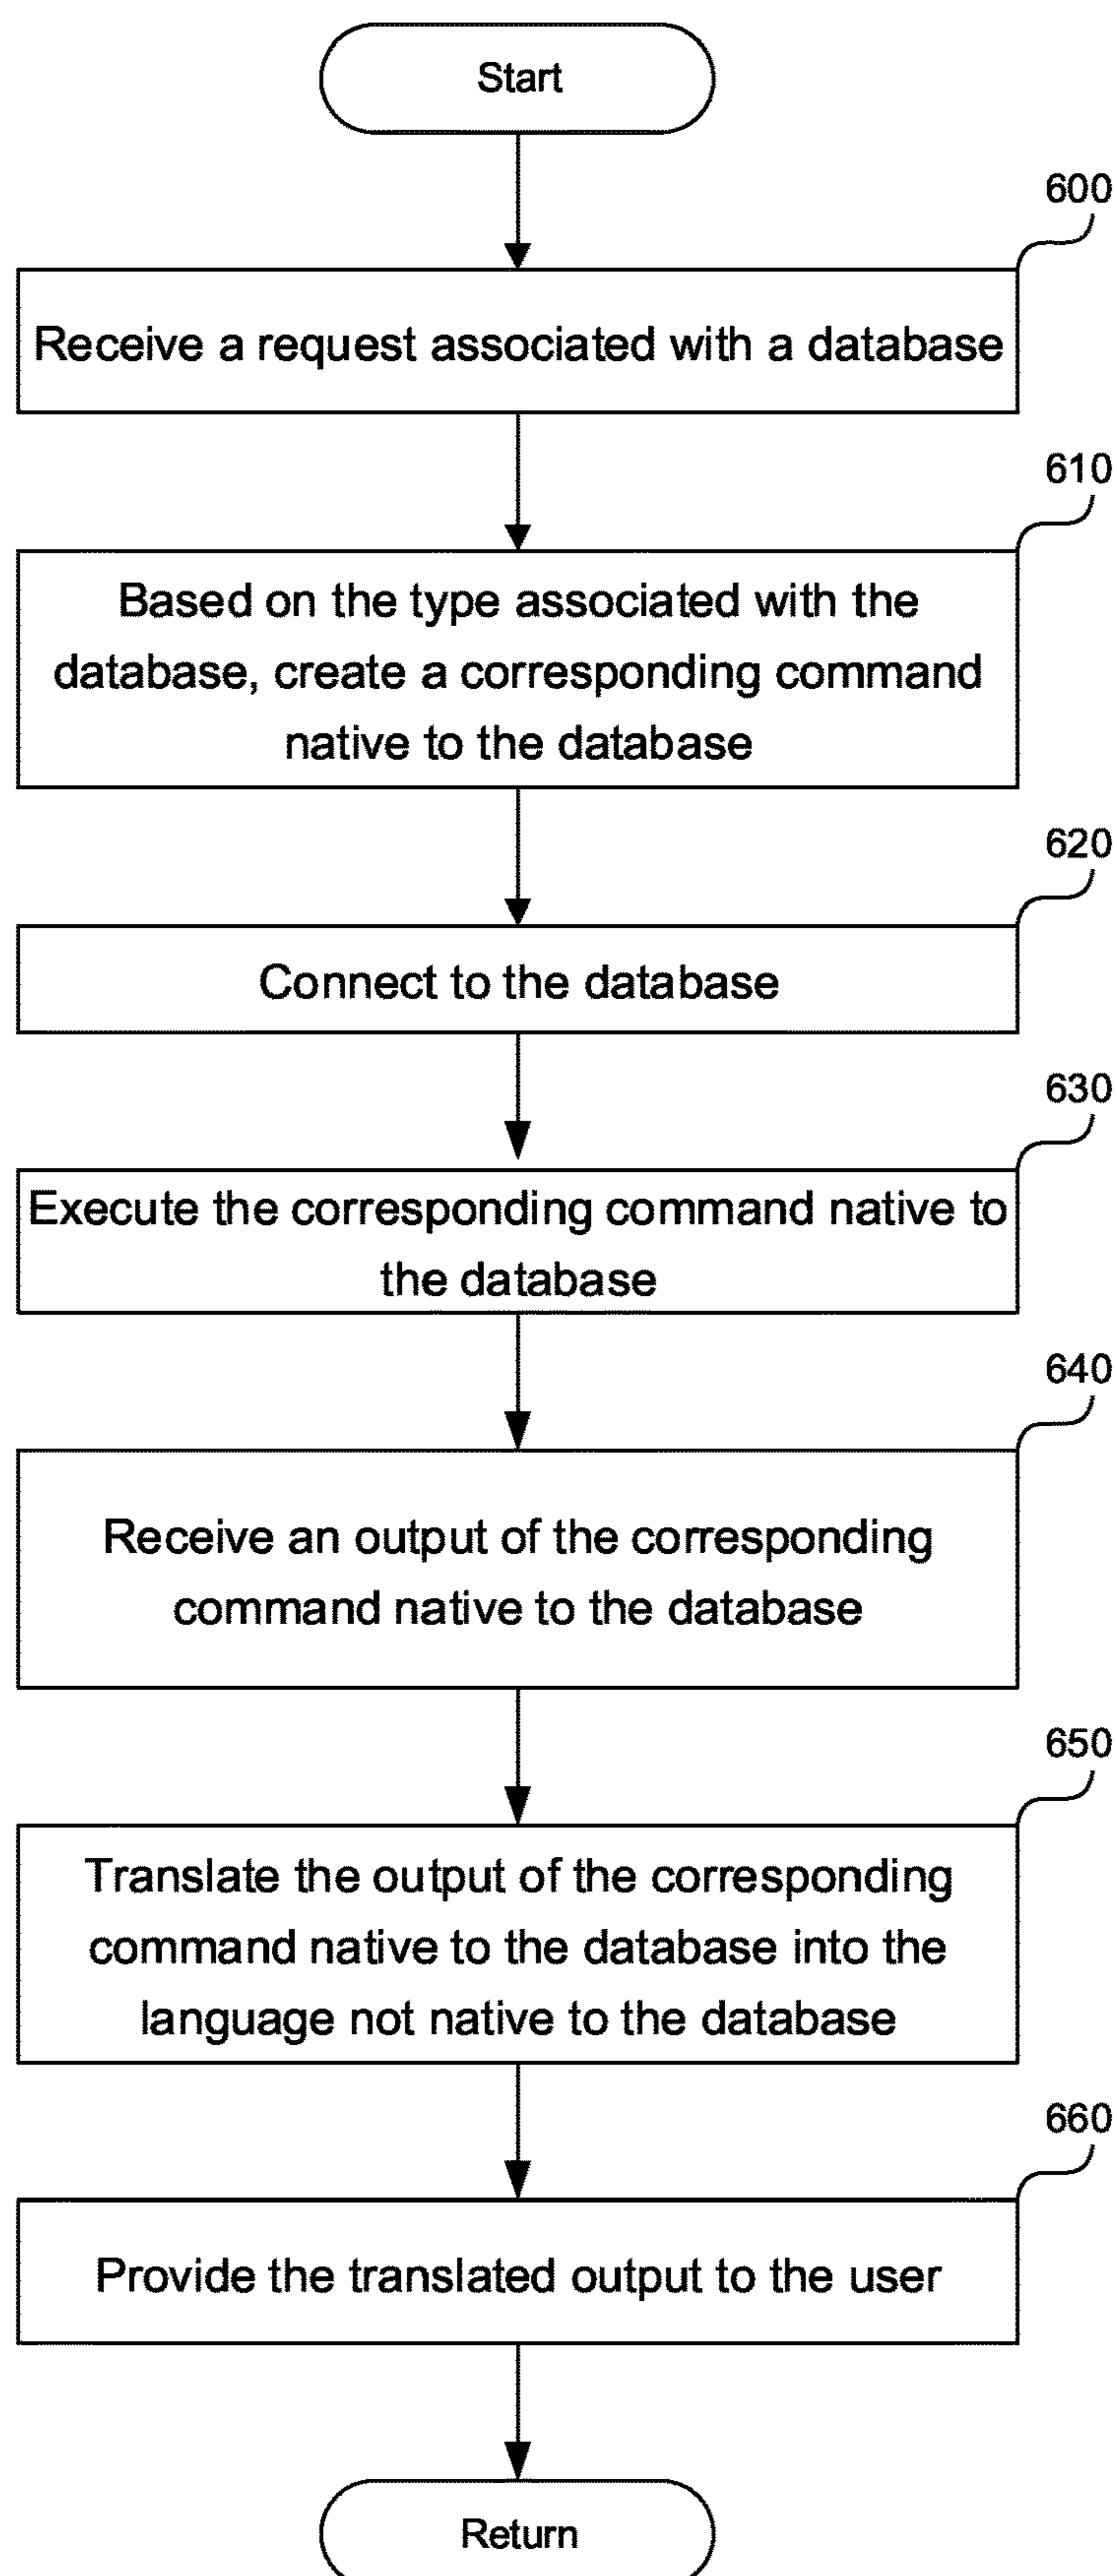 Start
600
Receive a request associated with a database
610
Based on the type associated with the
database, create a corresponding command
native to the database
620
Connect to the database
630
Execute the corresponding command native to
the database
640
Receive an output of the corresponding
command native to the database
650
Translate the output of the corresponding
command native to the database into the
language not native to the database
660
Provide the translated output to the user
Return